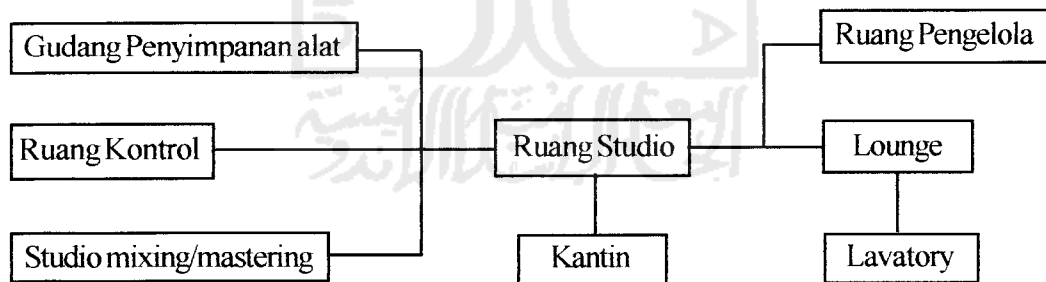 Gudang Penyimpanan alat
Ruang Pengelola
Ruang Kontrol
Ruang Studio
Lounge
Studio mixing/mastering
Kantin
Lavatory